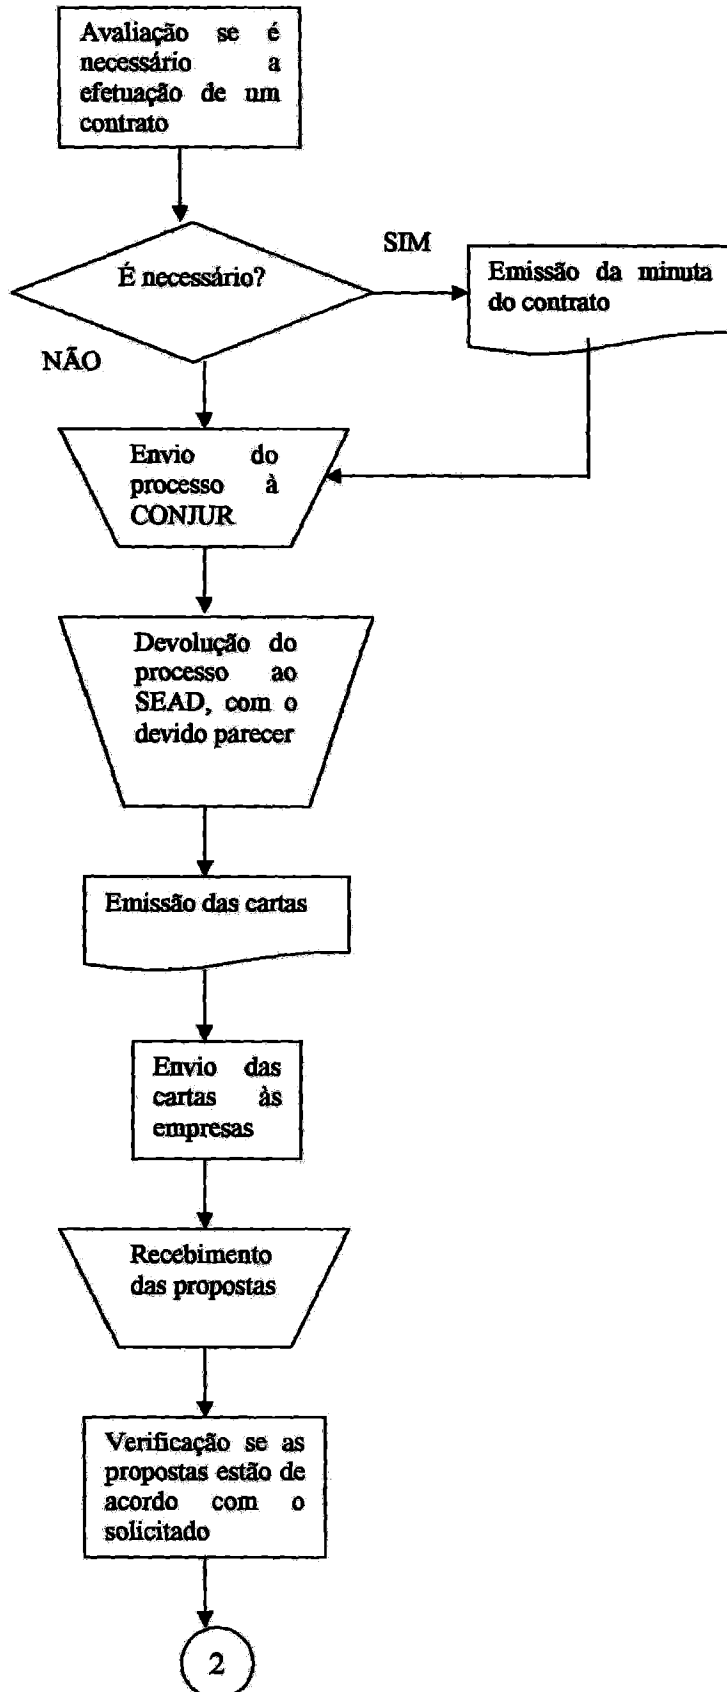 Avaliação se é
necessário a
efetuação de um
contrato
É necessário?
SIM
Emissão da minuta
do contrato
NÃO
Envio do
processo à
CONJUR
Devolução do
processo ao
SEAD, com o
devido parecer
Emissão das cartas
Envio das
cartas às
empresas
Recebimento
das propostas
Verificação se as
propostas estão de
acordo com o
solicitado
2